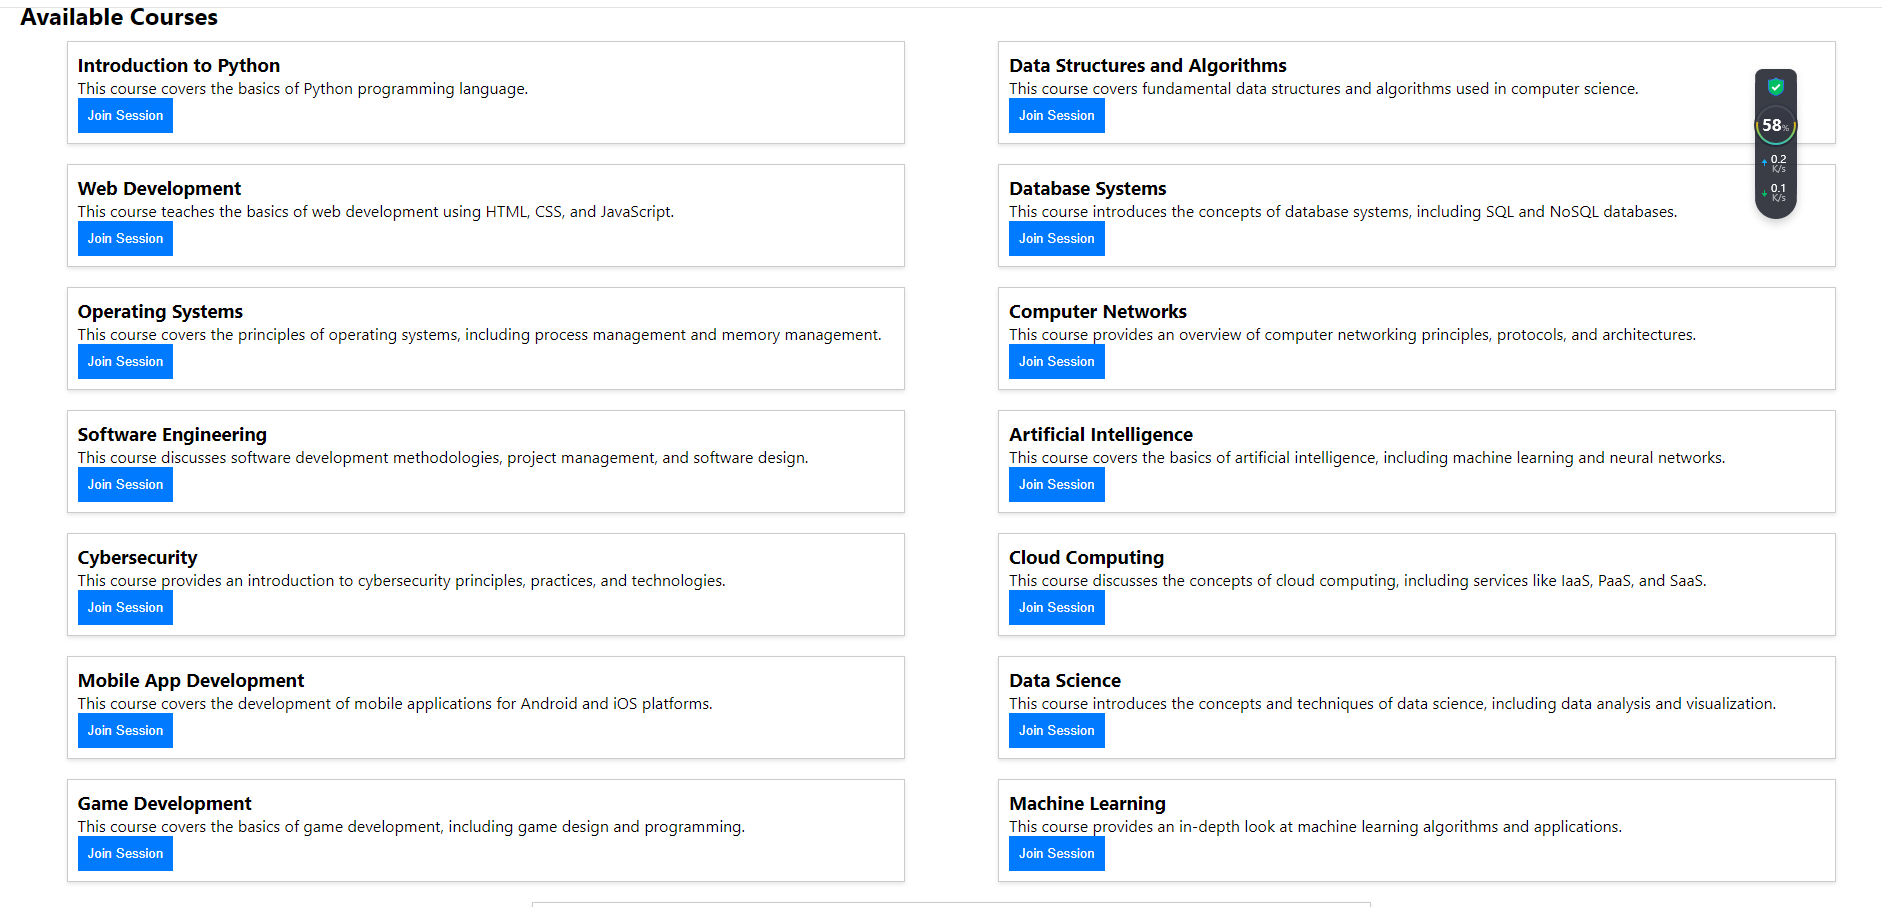 Available Courses
Introduction to Python
This course covers the basics of Python programming language.
Join Session
Data Structures and Algorithms
This course covers fundamental data structures and algorithms used in computer science.
Join Session
Web Development
This course teaches the basics of web development using HTML, CSS, and JavaScript.
Join Session
Database Systems
This course introduces the concepts of database systems, including SQL and NoSQL databases.
Join Session
Operating Systems
This course covers the principles of operating systems, including process management and memory management.
Join Session
Computer Networks
This course provides an overview of computer networking principles, protocols, and architectures.
Join Session
Software Engineering
This course discusses software development methodologies, project management, and software design.
Join Session
Artificial Intelligence
This course covers the basics of artificial intelligence, including machine learning and neural networks.
Join Session
Cybersecurity
This course provides an introduction to cybersecurity principles, practices, and technologies.
Join Session
Cloud Computing
This course discusses the concepts of cloud computing, including services like IaaS, PaaS, and SaaS.
Join Session
Mobile App Development
This course covers the development of mobile applications for Android and iOS platforms.
Join Session
Data Science
This course introduces the concepts and techniques of data science, including data analysis and visualization.
Join Session
Game Development
This course covers the basics of game development, including game design and programming.
Join Session
Machine Learning
This course provides an in-depth look at machine learning algorithms and applications.
Join Session
58%
0.2
K/s
0.1
K/s